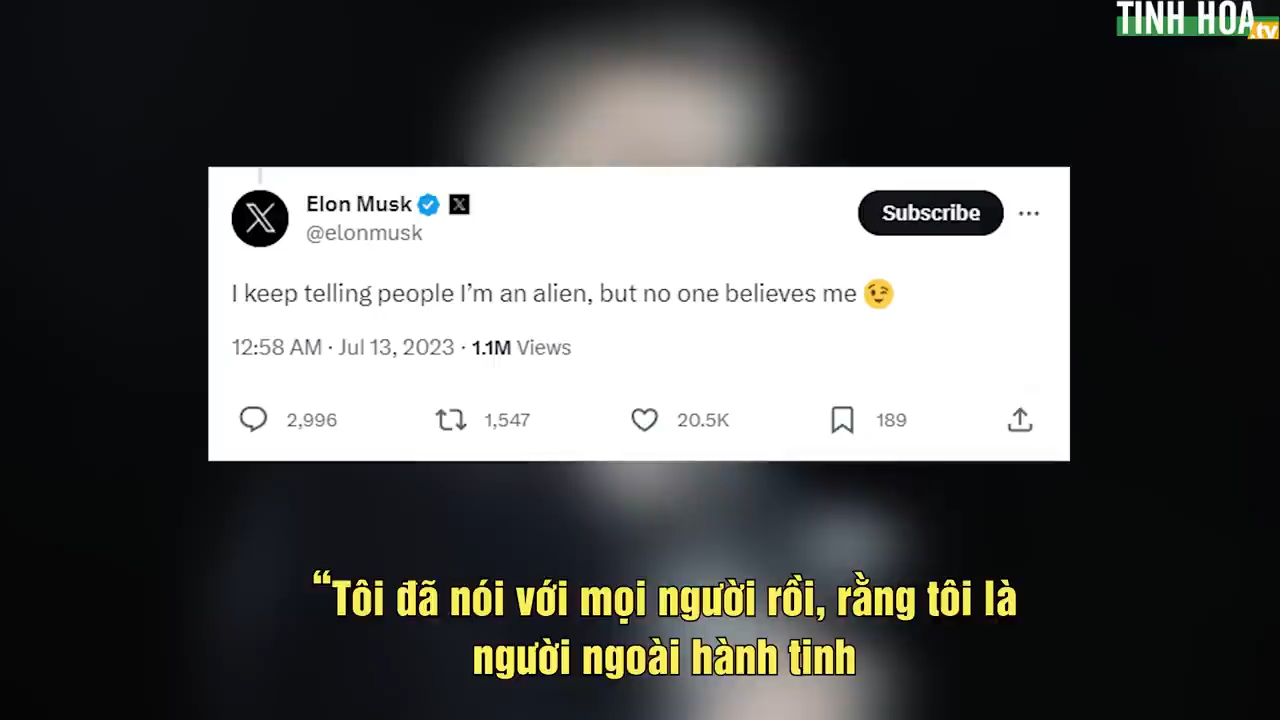 TINH HOA
.tv
Elon Musk
@elonmusk
Subscribe
I keep telling people I’m an alien, but no one believes me 😉
12:58 AM · Jul 13, 2023 · 1.1M Views
2,996 1,547 20.5K 189
“Tôi đã nói với mọi người rồi, rằng tôi là
người ngoài hành tinh